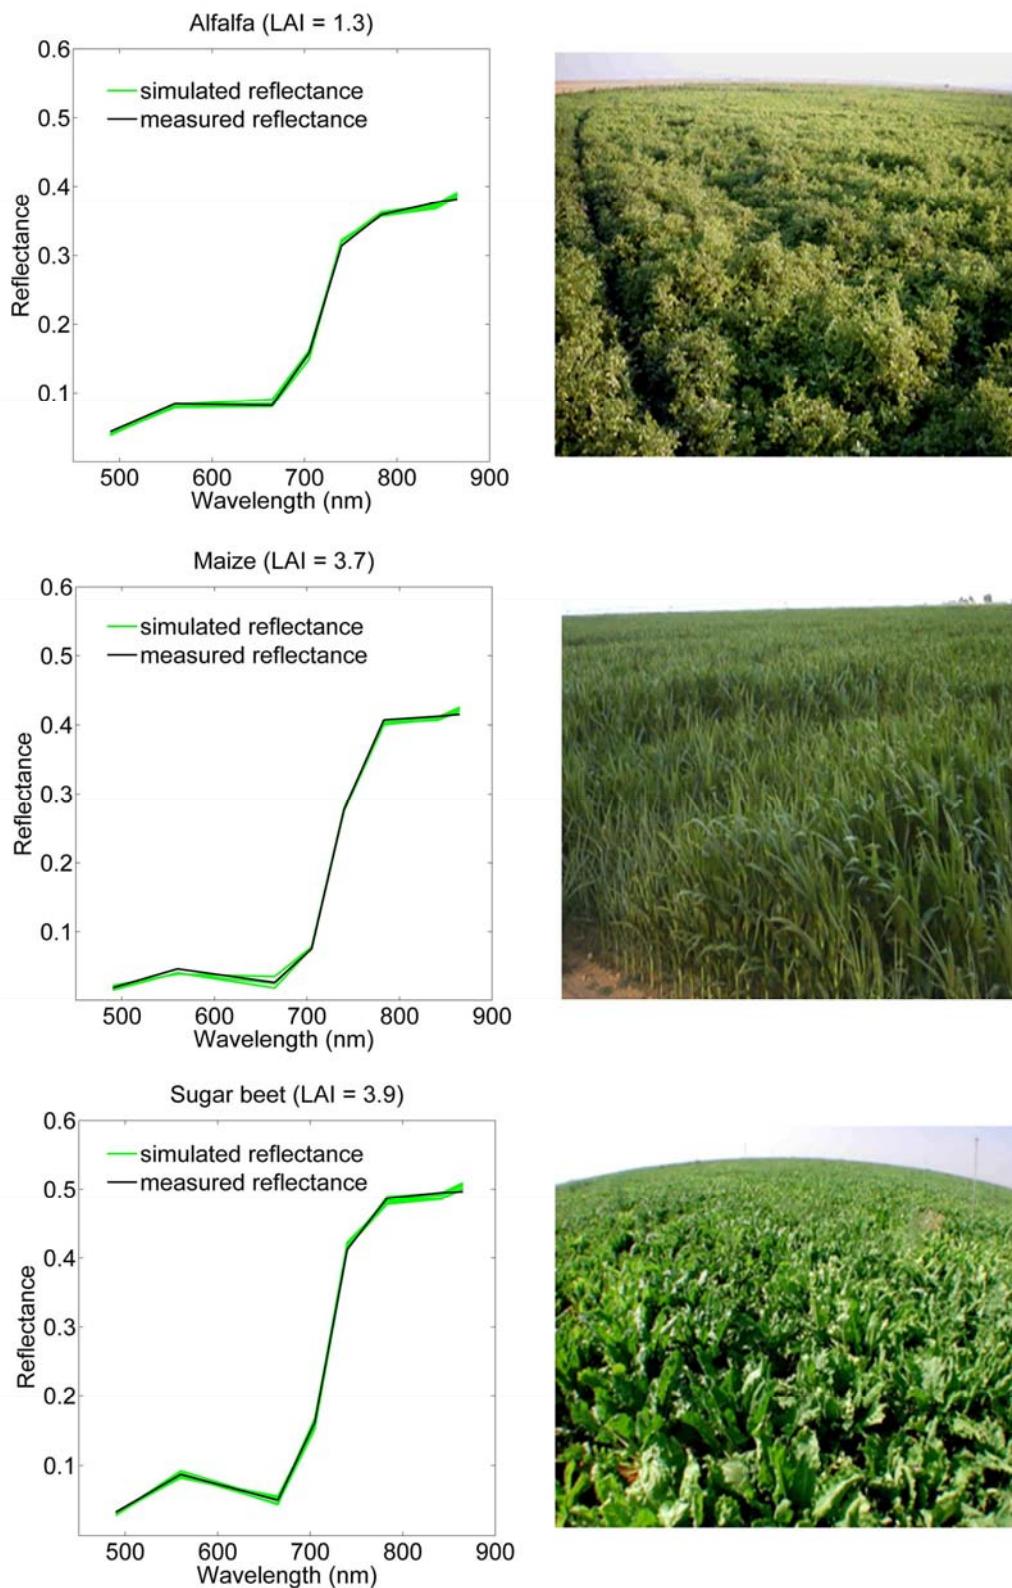 Alfalfa (LAI = 1.3)
0.6
simulated reflectance
measured reflectance
0.5
0.4
0.3
0.2
0.1
Reflectance
500 600 700 800 900
Wavelength (nm)
Maize (LAI = 3.7)
0.6
simulated reflectance
measured reflectance
0.5
0.4
0.3
0.2
0.1
Reflectance
500 600 700 800 900
Wavelength (nm)
Sugar beet (LAI = 3.9)
0.6
simulated reflectance
measured reflectance
0.5
0.4
0.3
0.2
0.1
Reflectance
500 600 700 800 900
Wavelength (nm)